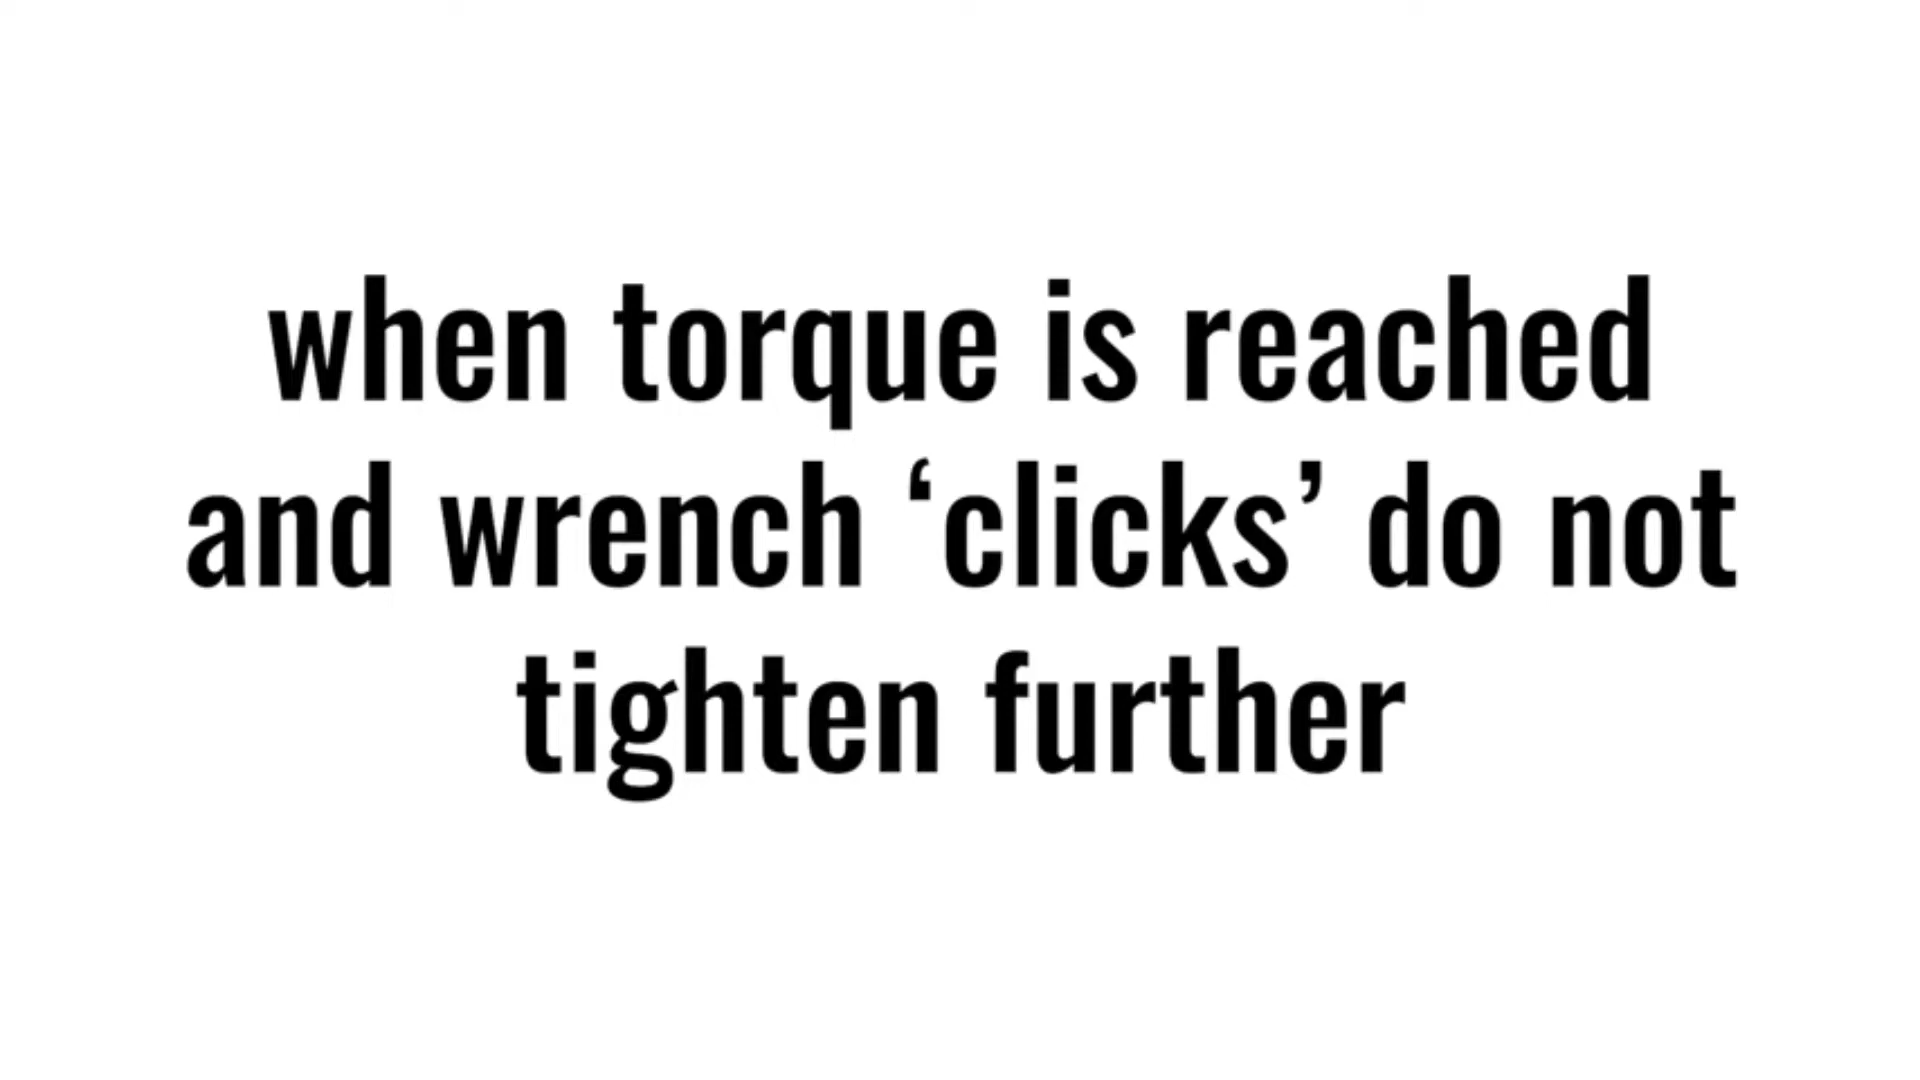 when torque is reached
and wrench ‘clicks’ do not
tighten further